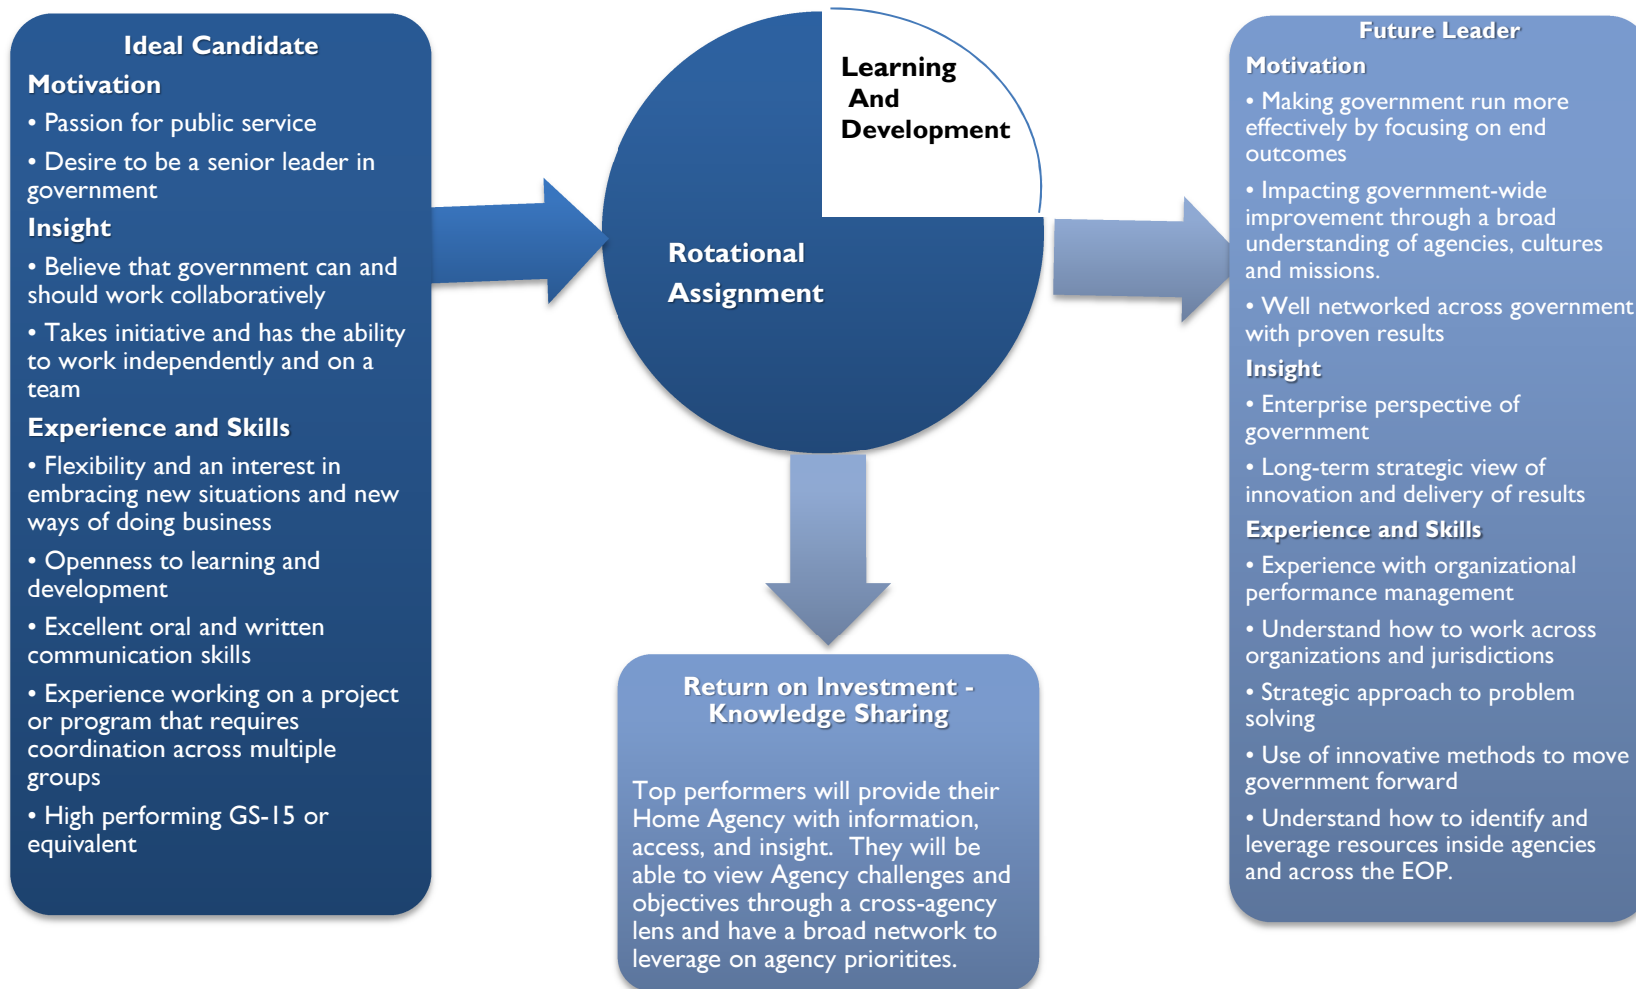 Ideal Candidate
Motivation
• Passion for public service
• Desire to be a senior leader in
government
Insight
• Believe that government can and
should work collaboratively
• Takes initiative and has the ability
to work independently and on a
team
Experience and Skills
• Flexibility and an interest in
embracing new situations and new
ways of doing business
• Openness to learning and
development
• Excellent oral and written
communication skills
• Experience working on a project
or program that requires
coordination across multiple
groups
• High performing GS-15 or
equivalent
Learning
And
Development
Rotational
Assignment
Return on Investment -
Knowledge Sharing
Top performers will provide their
Home Agency with information,
access, and insight.  They will be
able to view Agency challenges and
objectives through a cross-agency
lens and have a broad network to
leverage on agency prioritites.
Future Leader
Motivation
• Making government run more
effectively by focusing on end
outcomes
• Impacting government-wide
improvement through a broad
understanding of agencies, cultures
and missions.
• Well networked across government
with proven results
Insight
• Enterprise perspective of
government
• Long-term strategic view of
innovation and delivery of results
Experience and Skills
• Experience with organizational
performance management
• Understand how to work across
organizations and jurisdictions
• Strategic approach to problem
solving
• Use of innovative methods to move
government forward
• Understand how to identify and
leverage resources inside agencies
and across the EOP.